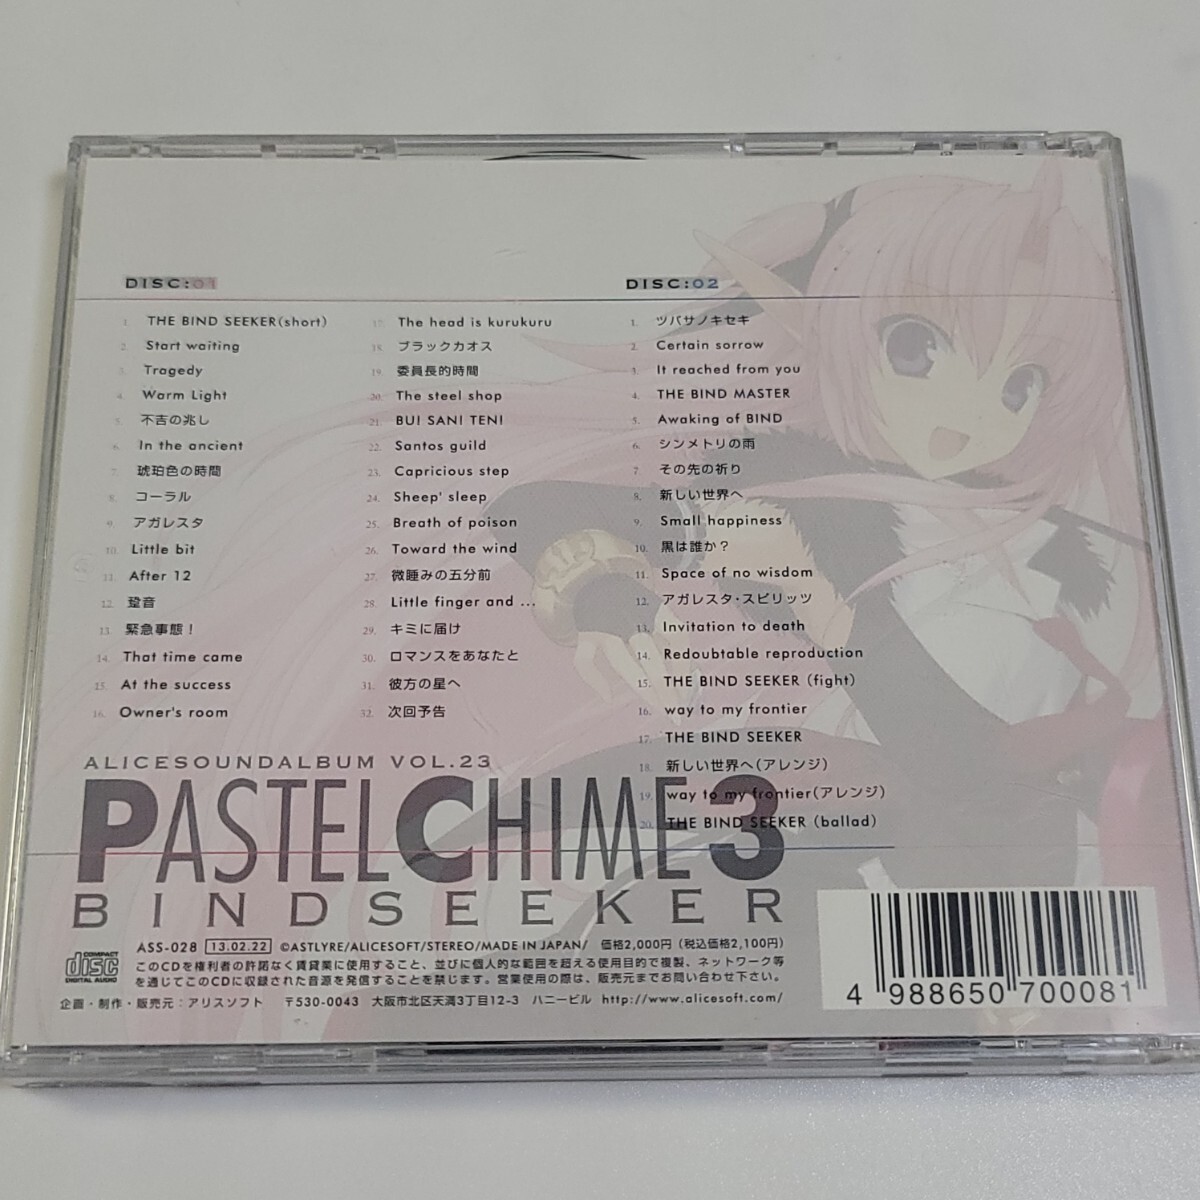 DISC:01
1. THE BIND SEEKER(short)
2. Start waiting
3. Tragedy
4. Warm Light
5. 不吉の兆し
6. In the ancient
7. 琥珀色の時間
8. コーラル
9. アガレスタ
10. Little bit
11. After 12
12. 跫音
13. 緊急事態！
14. That time came
15. At the success
16. Owner's room
17. The head is kurukuru
18. ブラックカオス
19. 委員長的時間
20. The steel shop
21. BU! SAN! TEN!
22. Santos guild
23. Capricious step
24. Sheep' sleep
25. Breath of poison
26. Toward the wind
27. 微睡みの五分前
28. Little finger and ...
29. キミに届け
30. ロマンスをあなたと
31. 彼方の星へ
32. 次回予告
DISC:02
1. ツバサノキセキ
2. Certain sorrow
3. It reached from you
4. THE BIND MASTER
5. Awaking of BIND
6. シンメトリの雨
7. その先の祈り
8. 新しい世界へ
9. Small happiness
10. 黒は誰か？
11. Space of no wisdom
12. アガレスタ・スピリッツ
13. Invitation to death
14. Redoubtable reproduction
15. THE BIND SEEKER (fight)
16. way to my frontier
17. THE BIND SEEKER
18. 新しい世界へ(アレンジ)
19. way to my frontier(アレンジ)
20. THE BIND SEEKER (ballad)
ALICESOUNDALBUM VOL.23
PASTELCHIME3
BINDSEEKER
COMPACT disc DIGITAL AUDIO
ASS-028 13.02.22 ©ASTLYRE/ALICESOFT/STEREO/MADE IN JAPAN/ 価格2,000円（税込価格2,100円）
このCDを権利者の許諾なく賃貸業に使用すること、並びに個人的な範囲を超える使用目的で複製、ネットワーク等
を通じてこのCDに収録された音源を発信することを禁じます。営業使用の際は、販売元までお問い合わせ下さい。
企画・制作・販売元：アリスソフト 〒530-0043 大阪市北区天満3丁目12-3 ハニービル http://www.alicesoft.com/
4 988650 700081